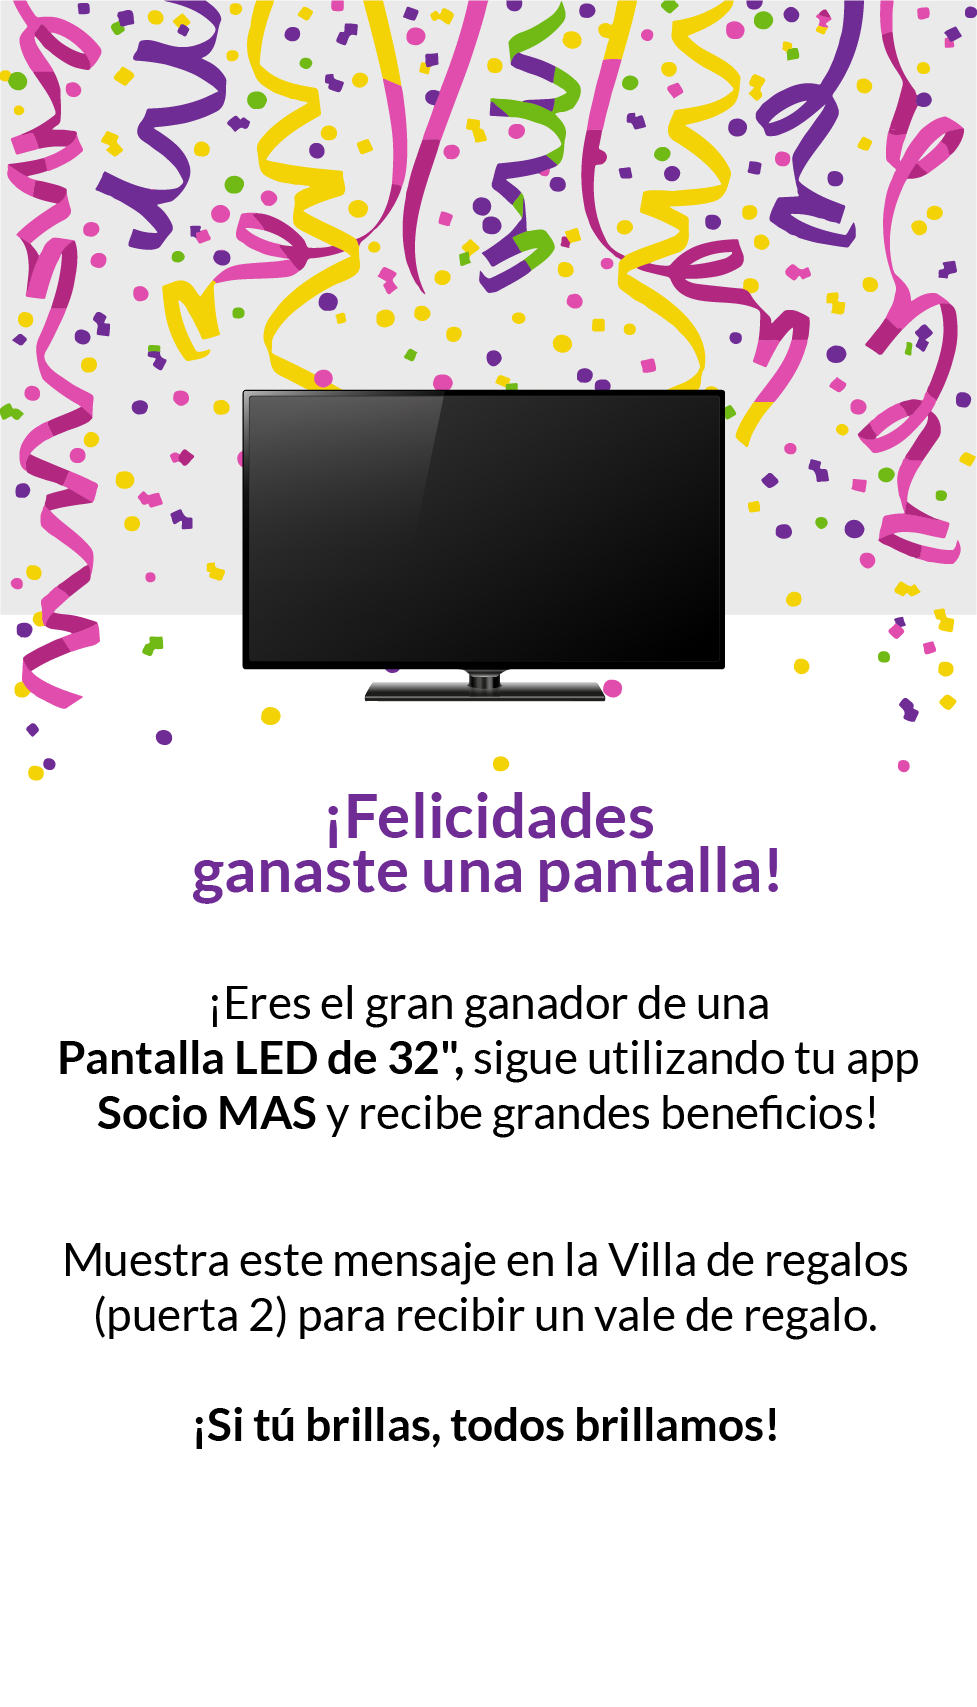 ¡Felicidades
ganaste una pantalla!
¡Eres el gran ganador de una
Pantalla LED de 32", sigue utilizando tu app
Socio MAS y recibe grandes beneficios!
Muestra este mensaje en la Villa de regalos
(puerta 2) para recibir un vale de regalo.
¡Si tú brillas, todos brillamos!